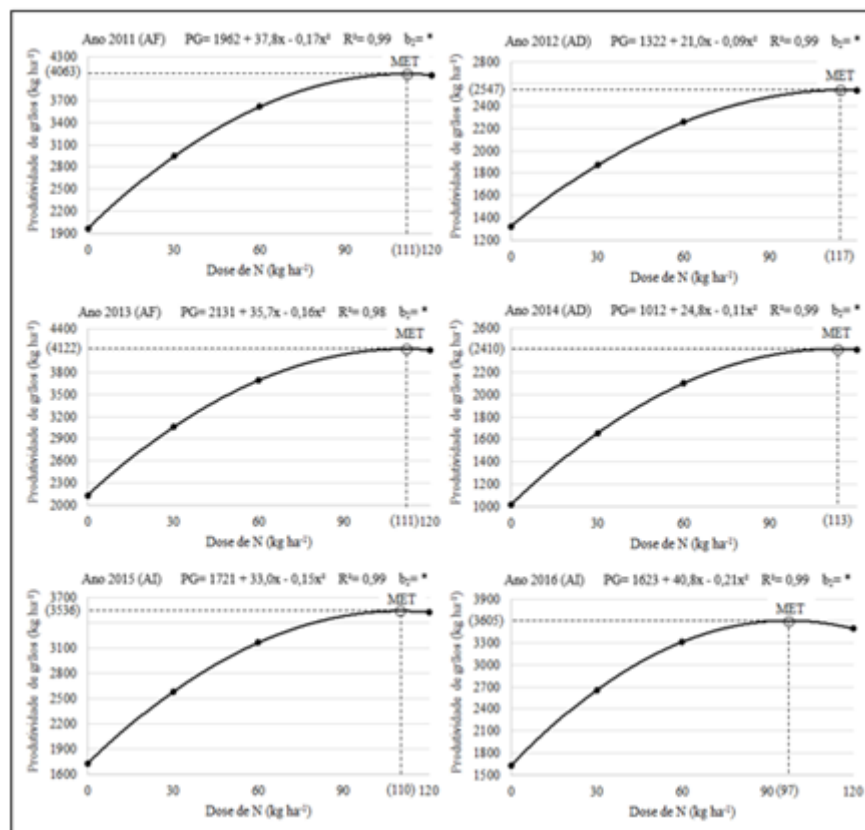 Ano 2011 (AF) PG= 1962 + 37,8x - 0,17x² R²= 0,99 b₂= *
MET
Produtividade de grãos (kg ha⁻¹)
4300
(4063)
3700
3100
2800
2500
2200
1900
0 30 60 90 (111) 120
Dose de N (kg ha⁻¹)
Ano 2012 (AD) PG= 1322 + 21,0x - 0,09x² R²= 0,99 b₂= *
MET
Produtividade de grãos (kg ha⁻¹)
2800
(2547)
2400
2200
2000
1800
1600
1400
1200
0 30 60 90 (117)
Dose de N (kg ha⁻¹)
Ano 2013 (AF) PG= 2131 + 35,7x - 0,16x² R²= 0,98 b₂= *
MET
Produtividade de grãos (kg ha⁻¹)
4400
(4122)
3800
3500
3200
2900
2600
2300
2000
0 30 60 90 (111) 120
Dose de N (kg ha⁻¹)
Ano 2014 (AD) PG= 1012 + 24,8x - 0,11x² R²= 0,99 b₂= *
MET
Produtividade de grãos (kg ha⁻¹)
2600
(2410)
2200
2000
1800
1600
1400
1200
1000
0 30 60 90 (113)
Dose de N (kg ha⁻¹)
Ano 2015 (AI) PG= 1721 + 33,0x - 0,15x² R²= 0,99 b₂= *
MET
Produtividade de grãos (kg ha⁻¹)
3700
(3536)
3100
2800
2500
2200
1900
1600
0 30 60 90 (110) 120
Dose de N (kg ha⁻¹)
Ano 2016 (AI) PG= 1623 + 40,8x - 0,21x² R²= 0,99 b₂= *
MET
Produtividade de grãos (kg ha⁻¹)
3900
(3605)
3300
3000
2700
2400
2100
1800
1500
0 30 60 90 (97) 120
Dose de N (kg ha⁻¹)